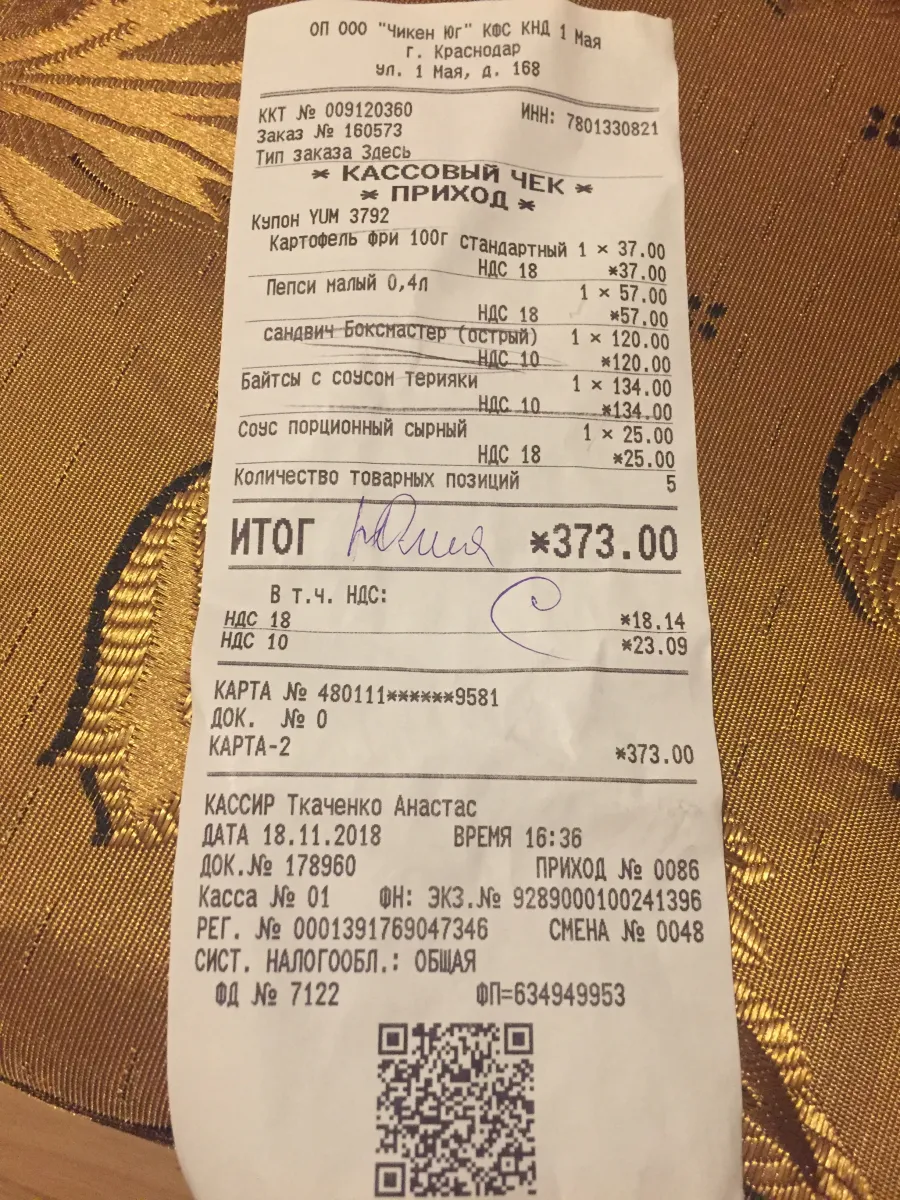 ОП ООО "Чикен Юг" КФС КНД 1 Мая
г. Краснодар
ул. 1 Мая, д. 168
ККТ № 009120360 ИНН: 7801330821
Заказ № 160573
Тип заказа Здесь
* КАССОВЫЙ ЧЕК *
* ПРИХОД *
Купон YUM 3792
Картофель фри 100г стандартный 1 × 37.00
НДС 18 *37.00
Пепси малый 0,4л 1 × 57.00
НДС 18 *57.00
сандвич Боксмастер (острый) 1 × 120.00
НДС 10 *120.00
Байтсы с соусом терияки 1 × 134.00
НДС 10 *134.00
Соус порционный сырный 1 × 25.00
НДС 18 *25.00
Количество товарных позиций 5
ИТОГ Юлия *373.00
В т.ч. НДС:
НДС 18 *18.14
НДС 10 *23.09
КАРТА № 480111******9581
ДОК. № 0
КАРТА-2 *373.00
КАССИР Ткаченко Анастас
ДАТА 18.11.2018 ВРЕМЯ 16:36
ДОК.№ 178960 ПРИХОД № 0086
Касса № 01 ФН: ЭКЗ.№ 9289000100241396
РЕГ. № 0001391769047346 СМЕНА № 0048
СИСТ. НАЛОГООБЛ.: ОБЩАЯ
ФД № 7122 ФП=634949953